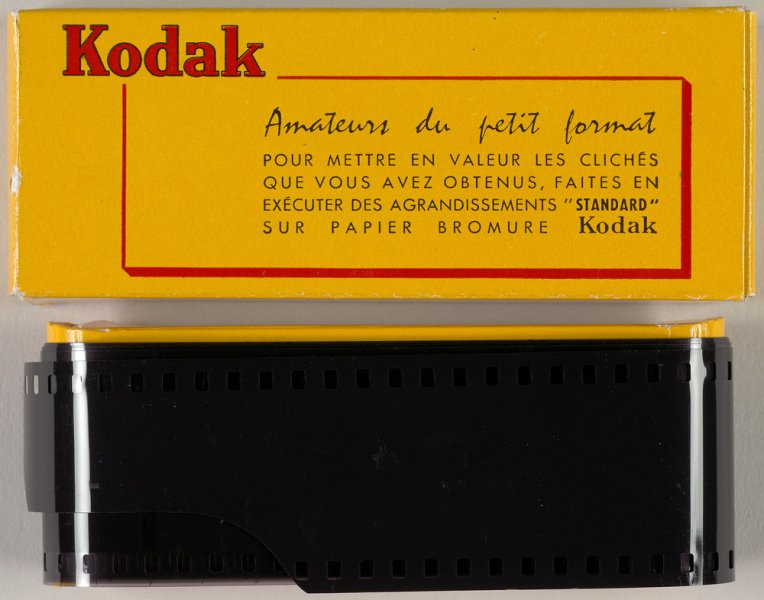 Kodak
Amateurs du petit format
POUR METTRE EN VALEUR LES CLICHÉS
QUE VOUS AVEZ OBTENUS, FAITES EN
EXÉCUTER DES AGRANDISSEMENTS "STANDARD"
SUR PAPIER BROMURE Kodak